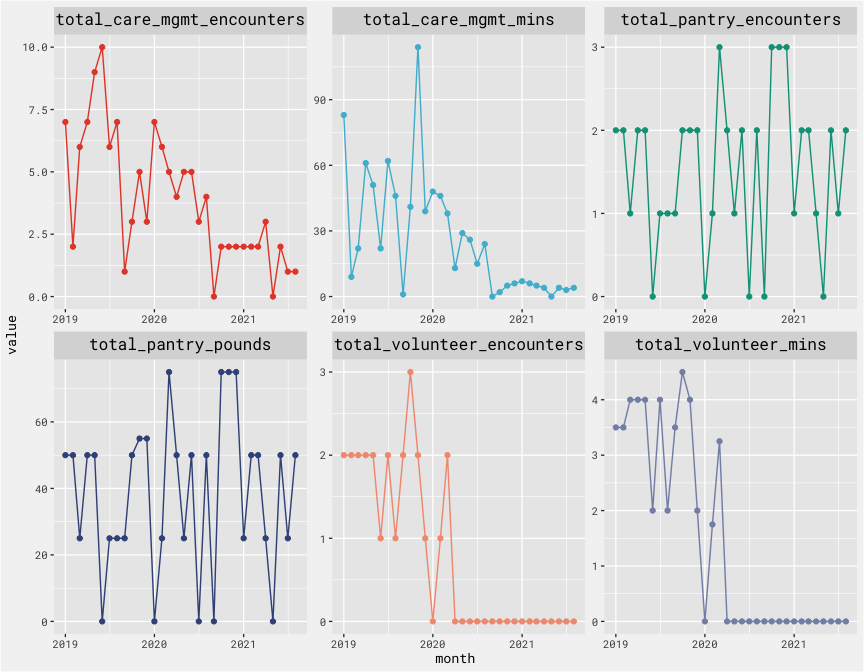 total_care_mgmt_encounters
total_care_mgmt_mins
total_pantry_encounters
10.0
7.5
5.0
2.5
0.0
2019 2020 2021
90
60
30
0
2019 2020 2021
3
2
1
0
2019 2020 2021
value
total_pantry_pounds
total_volunteer_encounters
total_volunteer_mins
60
40
20
0
2019 2020 2021
3
2
1
0
2019 2020 2021
4
3
2
1
0
2019 2020 2021
month